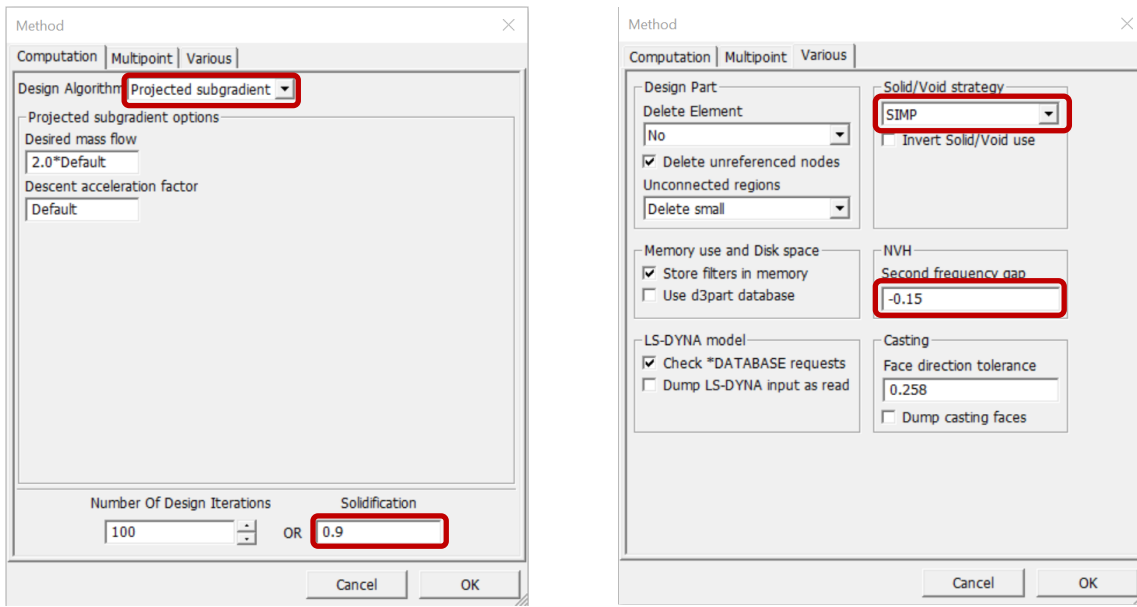 Method
Computation Multipoint Various
Design Algorithm Projected subgradient
Projected subgradient options
Desired mass flow
2.0*Default
Descent acceleration factor
Default
Number Of Design Iterations Solidification
100 OR 0.9
Cancel OK
Method
Computation Multipoint Various
Design Part
Delete Element
No
Delete unreferenced nodes
Unconnected regions
Delete small
Solid/Void strategy
SIMP
Invert Solid/Void use
Memory use and Disk space
Store filters in memory
Use d3part database
NVH
Second frequency gap
-0.15
LS-DYNA model
Check *DATABASE requests
Dump LS-DYNA input as read
Casting
Face direction tolerance
0.258
Dump casting faces
Cancel OK